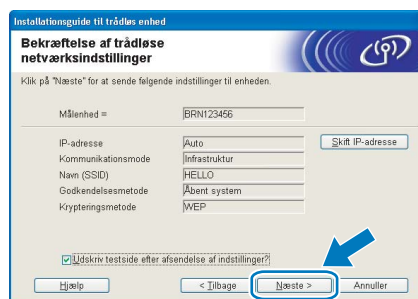 Installationsguide til trådløs enhed
Bekræftelse af trådløse
netværksindstillinger
Klik på "Næste" for at sende følgende indstillinger til enheden.
Målenhed = BRN123456
IP-adresse Auto Skift IP-adresse
Kommunikationsmode Infrastruktur
Navn (SSID) HELLO
Godkendelsesmetode Åbent system
Krypteringsmetode WEP
Udskriv testside efter afsendelse af indstillinger?
Hjælp < Tilbage Næste > Annuller